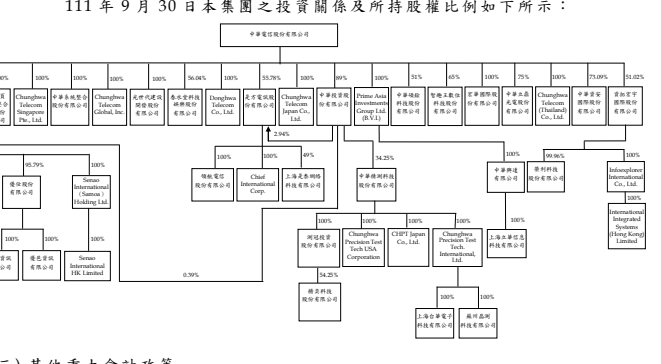 111 年 9 月 30 日本集團之投資關係及所持股權比例如下所示：
中華電信股份有限公司
100%
100%
100%
100%
56.04%
100%
55.78%
100%
89%
100%
51%
65%
100%
75%
100%
73.09%
51.02%
Chunghwa
Telecom
Singapore
Pte., Ltd.
中華系統整合
股份有限公司
Chunghwa
Telecom
Global, Inc.
光世代建設
開發股份
有限公司
春水堂科技
娛樂股份
有限公司
Donghwa
Telecom
Co., Ltd.
是方電訊股份
有限公司
Chunghwa
Telecom
Japan Co.,
Ltd.
中華投資股份
有限公司
Prime Asia
Investments
Group Ltd.
(B.V.I.)
中華碩銓
科技股份
有限公司
智趣王數位
科技股份
有限公司
宏華國際股份
有限公司
中華立鼎
光電股份
有限公司
Chunghwa
Telecom
(Thailand)
Co., Ltd.
中華資安
國際股份
有限公司
資拓宏宇
國際股份
有限公司
2.94%
95.79%
100%
100%
100%
49%
34.25%
100%
99.96%
100%
優仕股份
有限公司
Senao
International
(Samoa)
Holding Ltd.
領航電信
股份有限公司
Chief
International
Corp.
上海是泰網絡
科技有限公司
中華精測科技
股份有限公司
中華興達
有限公司
榮利科技
股份有限公司
Infoexplorer
International
Co., Ltd.
100%
100%
100%
100%
100%
100%
100%
100%
100%
優色資訊
有限公司
Senao
International
HK Limited
測冠投資
股份有限公司
Chunghwa
Precision Test
Tech USA
Corporation
CHPT Japan
Co., Ltd.
Chunghwa
Precision Test
Tech.
International,
Ltd.
上海立華信息
科技有限公司
International
Integrated
Systems
(Hong Kong)
Limited
0.39%
54.25%
100%
100%
股份有限公司
上海台華電子
科技有限公司
蘇州晶測
科技有限公司
其他重大會計政策